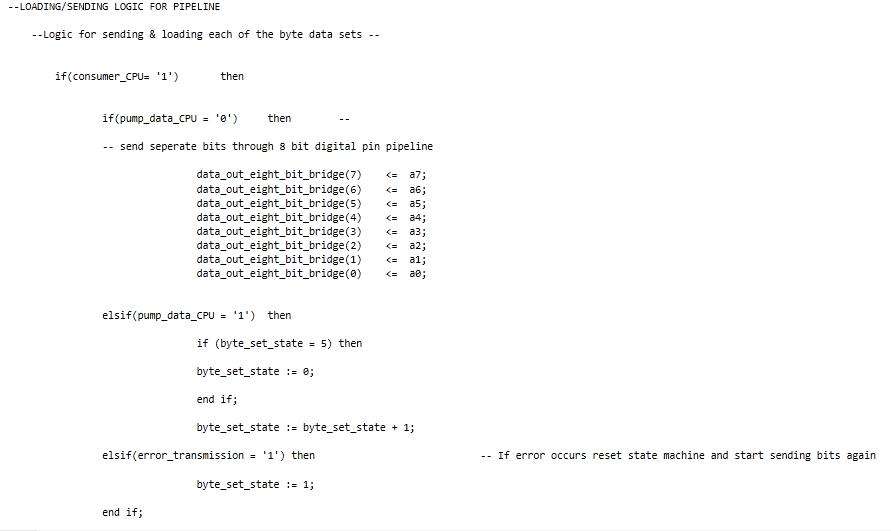 --LOADING/SENDING LOGIC FOR PIPELINE
--Logic for sending & loading each of the byte data sets --
if(consumer_CPU= '1') then
if(pump_data_CPU = '0') then --
-- send seperate bits through 8 bit digital pin pipeline
data_out_eight_bit_bridge(7) <= a7;
data_out_eight_bit_bridge(6) <= a6;
data_out_eight_bit_bridge(5) <= a5;
data_out_eight_bit_bridge(4) <= a4;
data_out_eight_bit_bridge(3) <= a3;
data_out_eight_bit_bridge(2) <= a2;
data_out_eight_bit_bridge(1) <= a1;
data_out_eight_bit_bridge(0) <= a0;
elsif(pump_data_CPU = '1') then
if (byte_set_state = 5) then
byte_set_state := 0;
end if;
byte_set_state := byte_set_state + 1;
elsif(error_transmission = '1') then -- If error occurs reset state machine and start sending bits again
byte_set_state := 1;
end if;